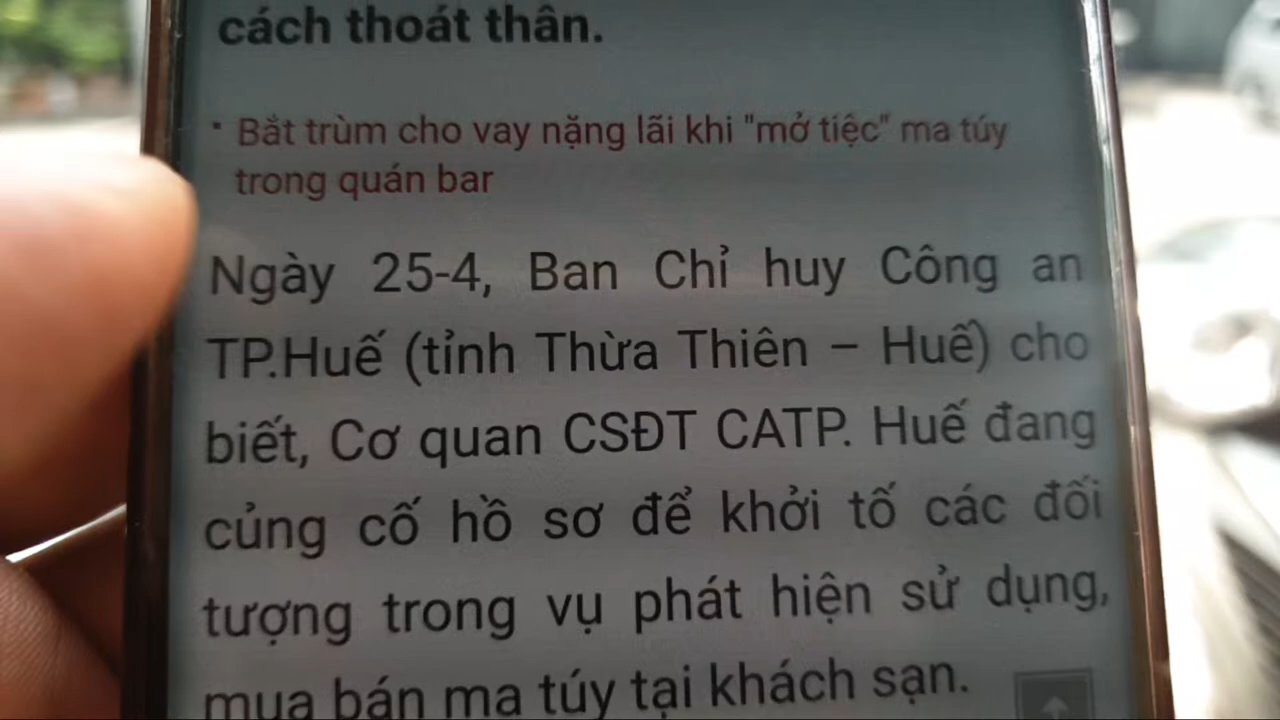 cách thoát thân.
· Bắt trùm cho vay nặng lãi khi "mở tiệc" ma túy
trong quán bar
Ngày 25-4, Ban Chỉ huy Công an
TP.Huế (tỉnh Thừa Thiên – Huế) cho
biết, Cơ quan CSĐT CATP. Huế đang
củng cố hồ sơ để khởi tố các đối
tượng trong vụ phát hiện sử dụng,
mua bán ma túy tại khách sạn.